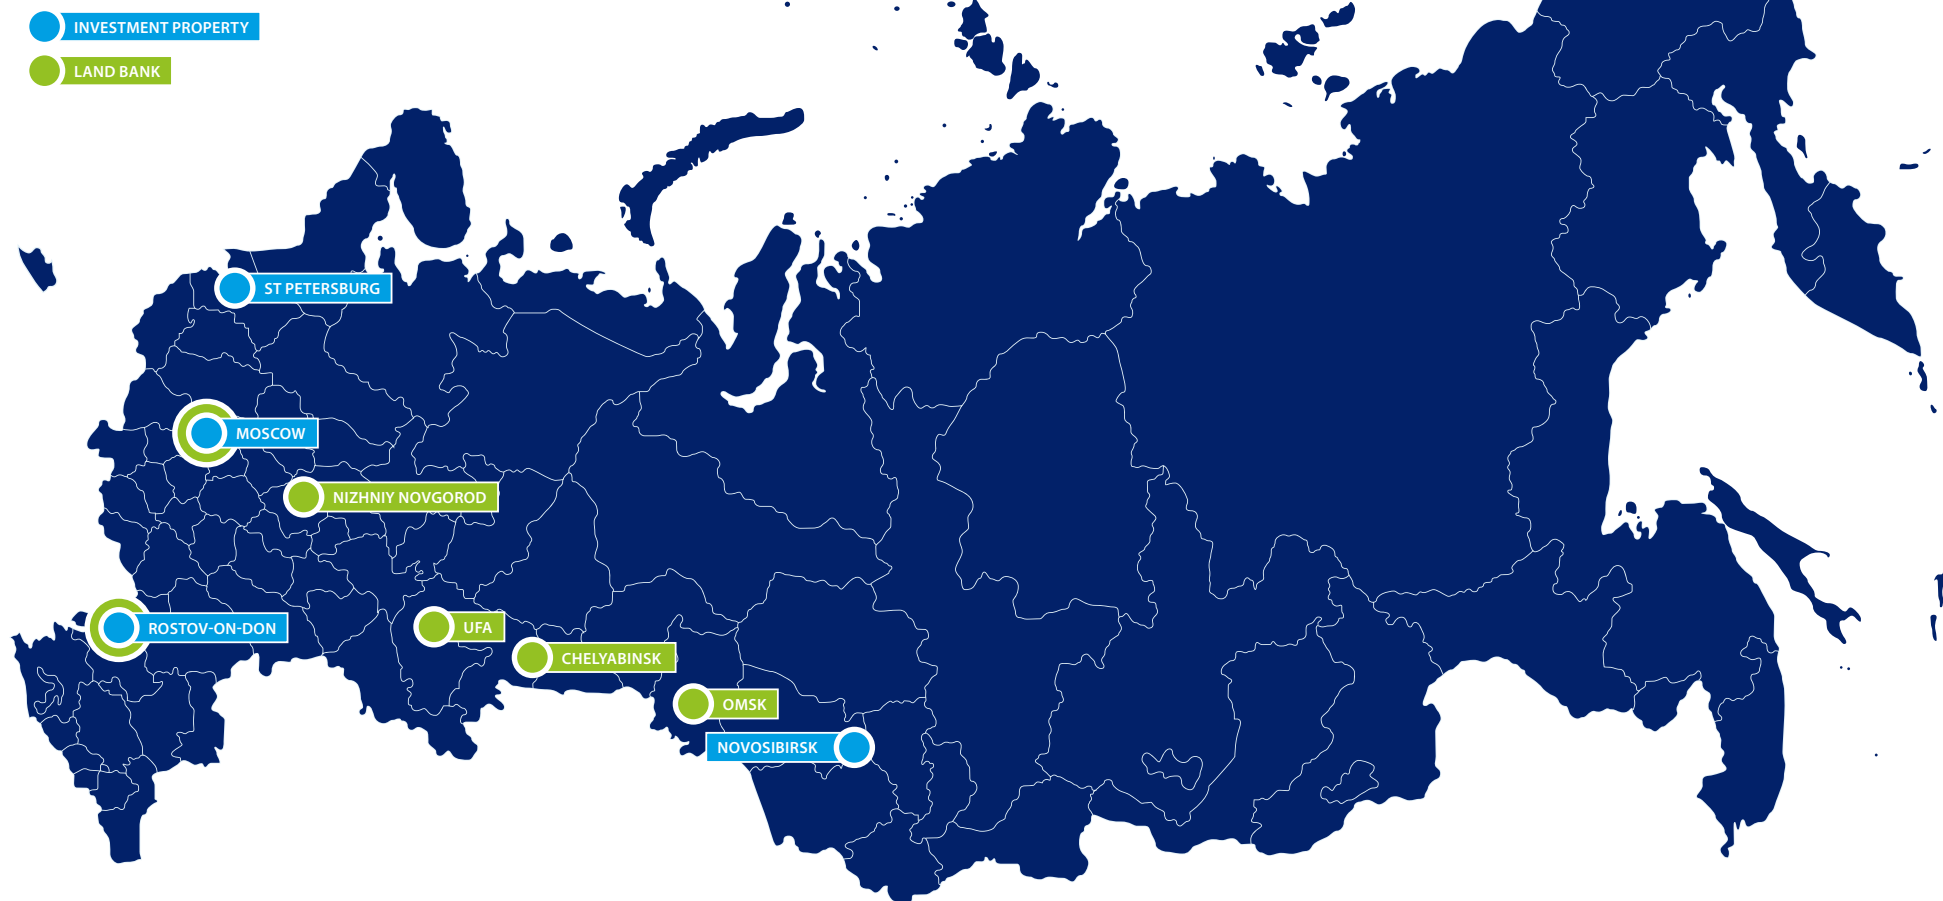 INVESTMENT PROPERTY
LAND BANK
ST PETERSBURG
MOSCOW
NIZHNIY NOVGOROD
ROSTOV-ON-DON
UFA
CHELYABINSK
OMSK
NOVOSIBIRSK